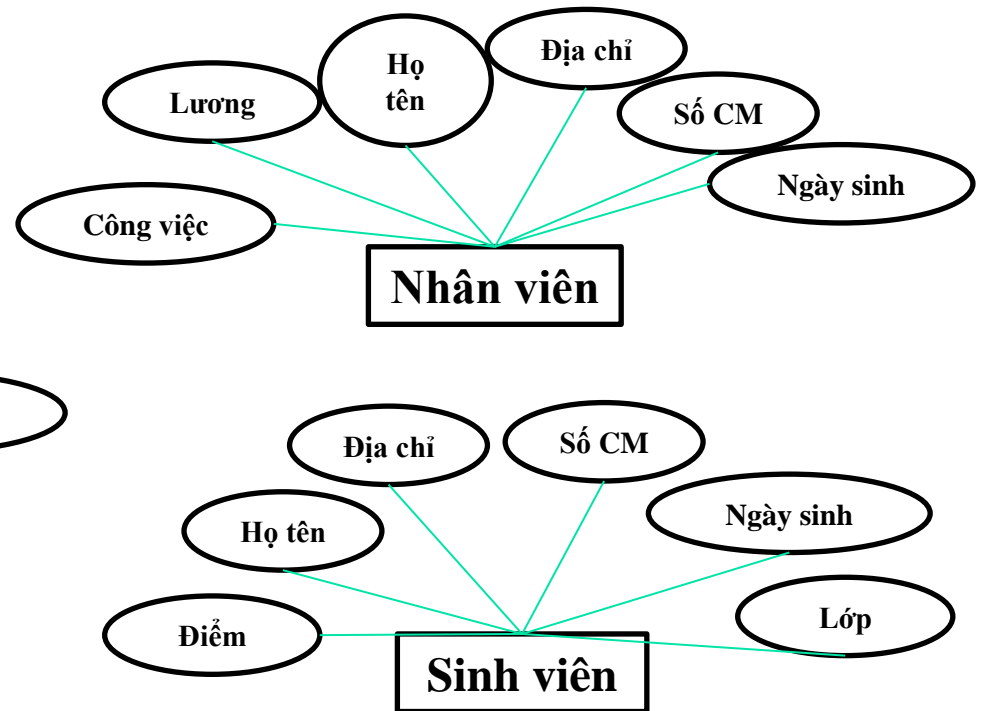 Địa chỉ
Họ
tên
Lương
Số CM
Ngày sinh
Công việc
Nhân viên
Địa chỉ
Số CM
Họ tên
Ngày sinh
Điểm
Lớp
Sinh viên